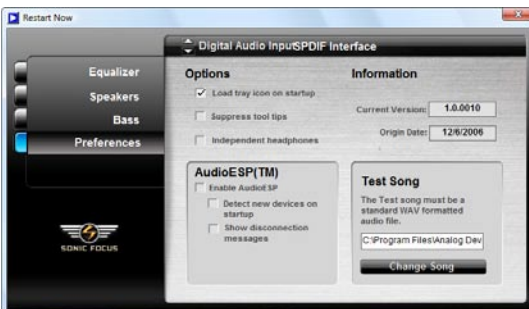 Restart Now
Digital Audio InputSPDIF Interface
Equalizer
Speakers
Bass
Preferences
SONIC FOCUS
Options
Load tray icon on startup
Suppress tool tips
Independent headphones
Information
Current Version: 1.0.0010
Origin Date: 12/6/2006
AudioESP(TM)
Enable AudioESP
Detect new devices on
startup
Show disconnection
messages
Test Song
The Test song must be a
standard WAV formatted
audio file.
C:\Program Files\Analog Dev
Change Song